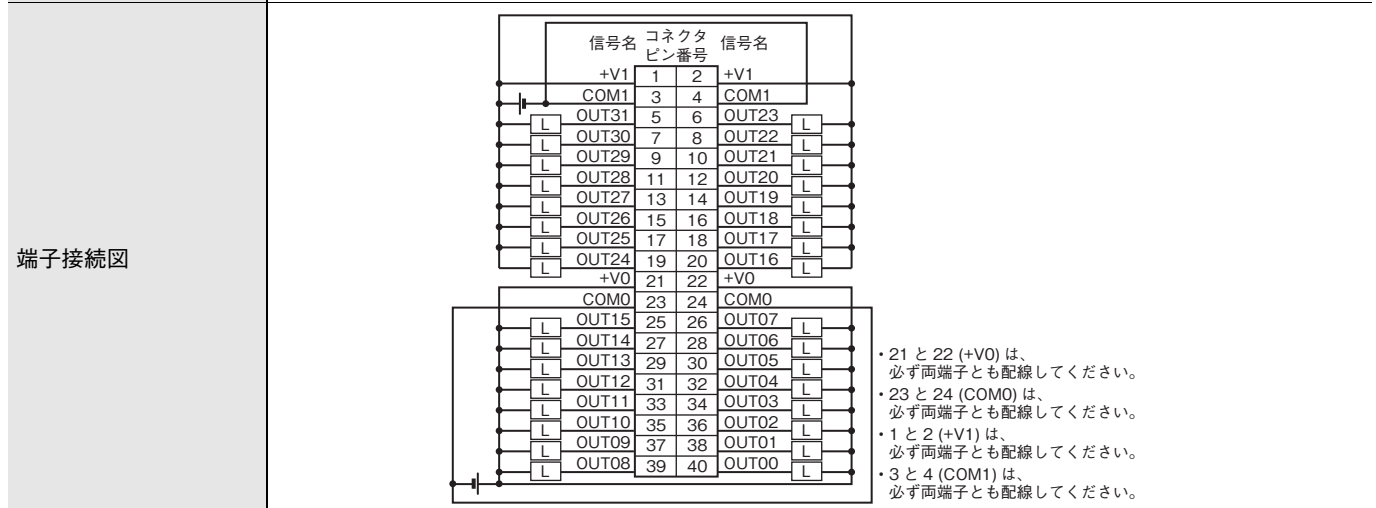 端子接続図
信号名 コネクタ 信号名
ピン番号
+V1 1 2 +V1
COM1 3 4 COM1
L OUT31 5 6 OUT23 L
L OUT30 7 8 OUT22 L
L OUT29 9 10 OUT21 L
L OUT28 11 12 OUT20 L
L OUT27 13 14 OUT19 L
L OUT26 15 16 OUT18 L
L OUT25 17 18 OUT17 L
L OUT24 19 20 OUT16 L
+V0 21 22 +V0
COM0 23 24 COM0
L OUT15 25 26 OUT07 L
L OUT14 27 28 OUT06 L
L OUT13 29 30 OUT05 L
L OUT12 31 32 OUT04 L
L OUT11 33 34 OUT03 L
L OUT10 35 36 OUT02 L
L OUT09 37 38 OUT01 L
L OUT08 39 40 OUT00 L
・21 と 22 (+V0) は、
必ず両端子とも配線してください。
・23 と 24 (COM0) は、
必ず両端子とも配線してください。
・1 と 2 (+V1) は、
必ず両端子とも配線してください。
・3 と 4 (COM1) は、
必ず両端子とも配線してください。